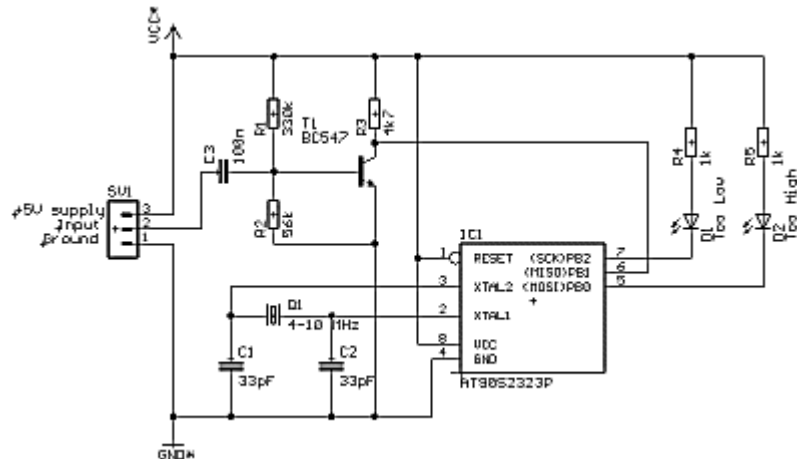 VCC*
R1
330k
T1
BC547
R3
4k7
C3
100n
R4
1k
R5
1k
SV1
+5V supply
Input
Ground
3
2
1
R2
56k
D1
Too Low
D2
Too High
IC1
1
RESET
(SCK)PB2
7
(MISO)PB1
6
3
XTAL2
(MOSI)PB0
5
Q1
4-10 MHz
2
XTAL1
8
VCC
4
GND
C1
33pF
C2
33pF
AT90S2323P
GND*